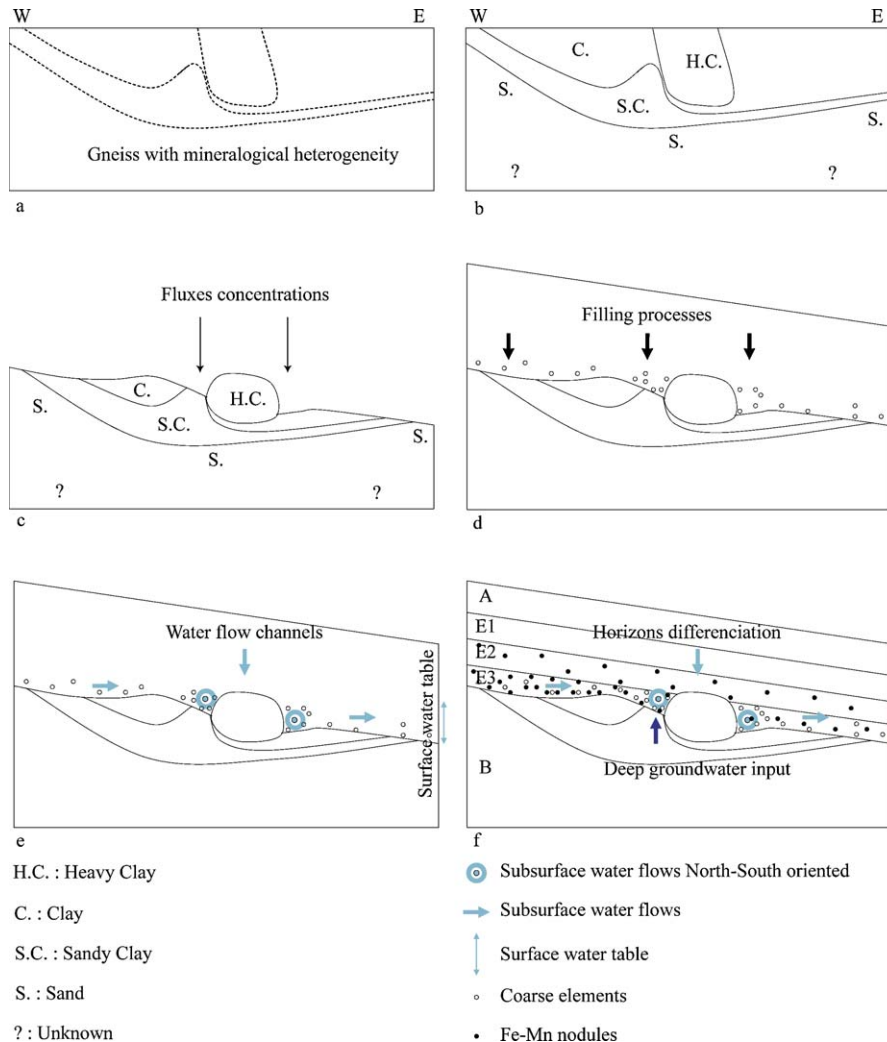 W E
C.
H.C.
S.
S.C.
S.
S.
Gneiss with mineralogical heterogeneity
? ?
a
b
Fluxes concentrations
Filling processes
C.
H.C.
S.
S.C.
S.
S.
? ?
c
d
Water flow channels
Surface water table
A
E1
Horizons differenciation
E2
E3
B
Deep groundwater input
e
f
H.C. : Heavy Clay
C. : Clay
S.C. : Sandy Clay
S. : Sand
? : Unknown
Subsurface water flows North-South oriented
Subsurface water flows
Surface water table
Coarse elements
Fe-Mn nodules
W E